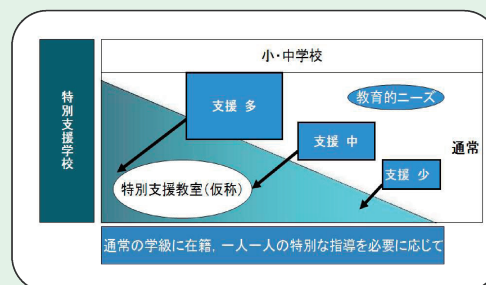 小・中学校
特別支援学校
支援 多
教育的ニーズ
支援 中
通常
支援 少
特別支援教室(仮称)
通常の学級に在籍,一人一人の特別な指導を必要に応じて